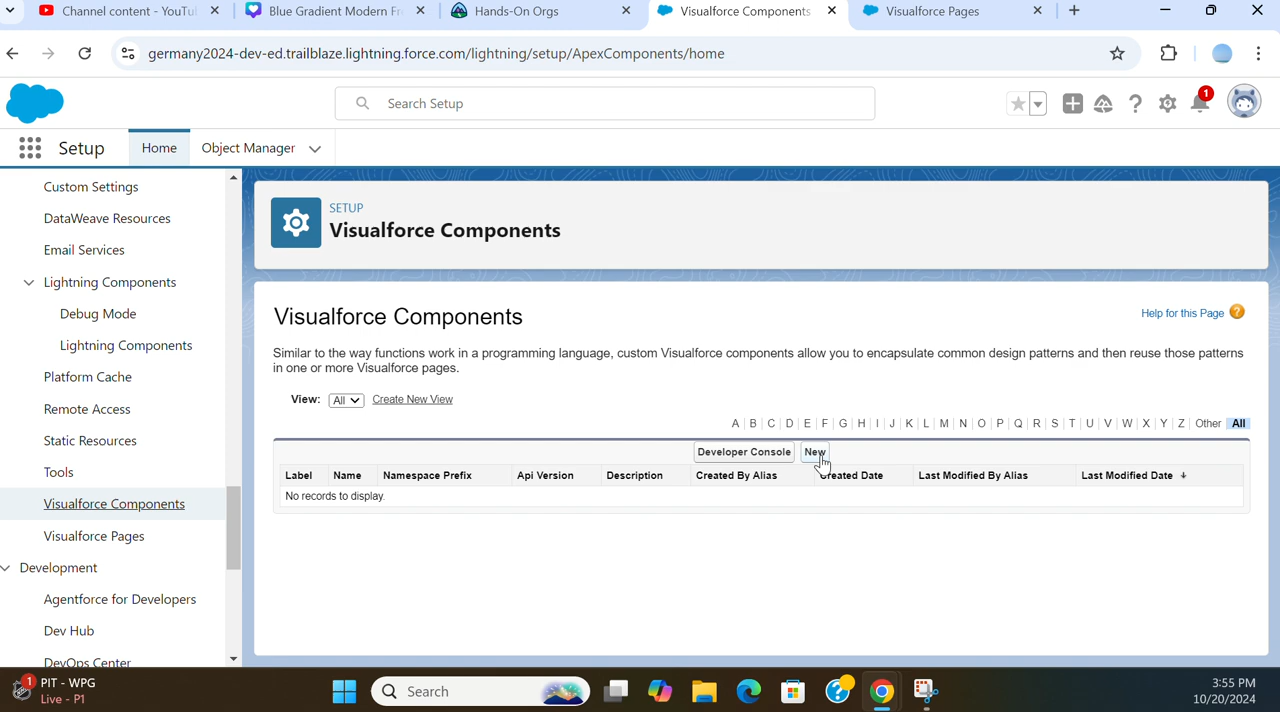 Channel content - YouTu
Blue Gradient Modern Fr
Hands-On Orgs
Visualforce Components
Visualforce Pages
germany2024-dev-ed.trailblaze.lightning.force.com/lightning/setup/ApexComponents/home
Search Setup
1
Setup
Home
Object Manager
Custom Settings
DataWeave Resources
Email Services
Lightning Components
Debug Mode
Lightning Components
Platform Cache
Remote Access
Static Resources
Tools
Visualforce Components
Visualforce Pages
Development
Agentforce for Developers
Dev Hub
DevOps Center
SETUP
Visualforce Components
Visualforce Components
Help for this Page ?
Similar to the way functions work in a programming language, custom Visualforce components allow you to encapsulate common design patterns and then reuse those patterns
in one or more Visualforce pages.
View: All Create New View
A | B | C | D | E | F | G | H | I | J | K | L | M | N | O | P | Q | R | S | T | U | V | W | X | Y | Z | Other All
Developer Console New
Label Name Namespace Prefix Api Version Description Created By Alias Created Date Last Modified By Alias Last Modified Date
No records to display.
1
PIT - WPG
Live - P1
Search
3:55 PM
10/20/2024